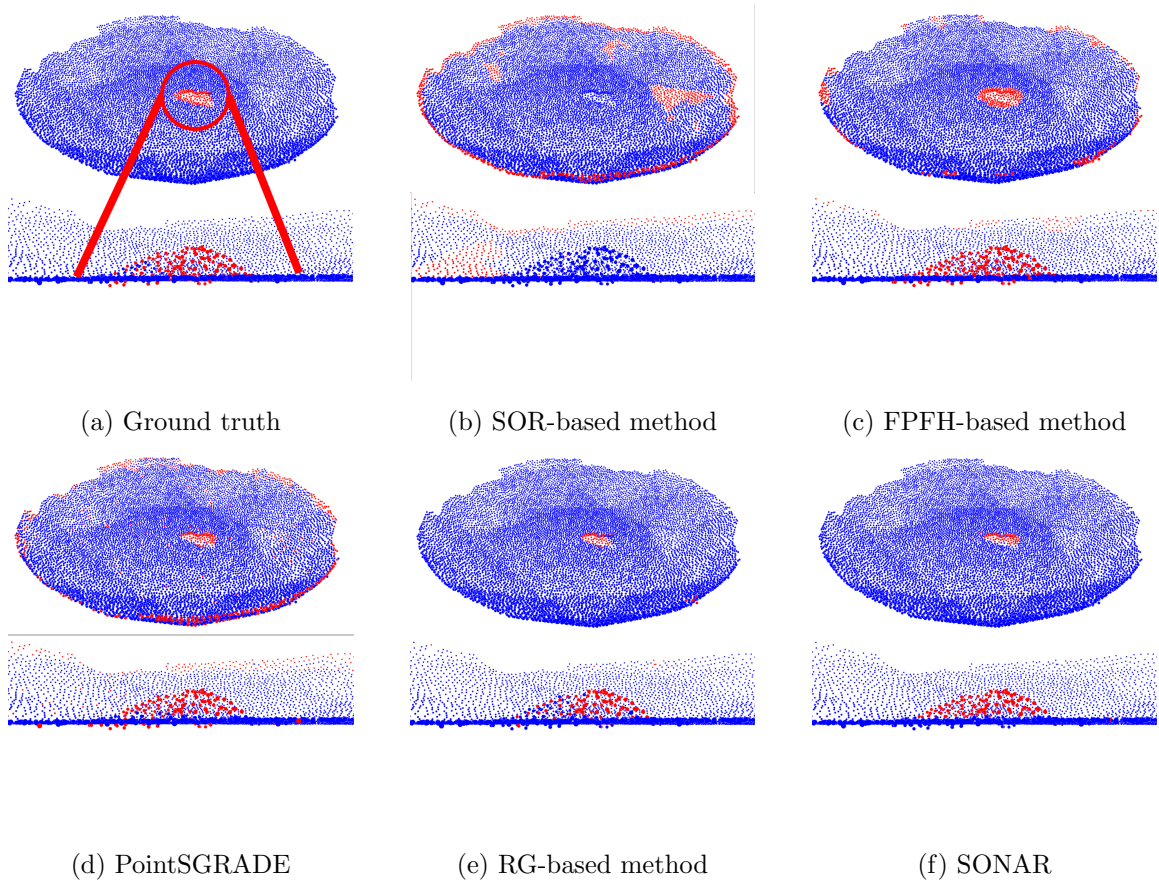 (a) Ground truth
(b) SOR-based method
(c) FPFH-based method
(d) PointSGRADE
(e) RG-based method
(f) SONAR